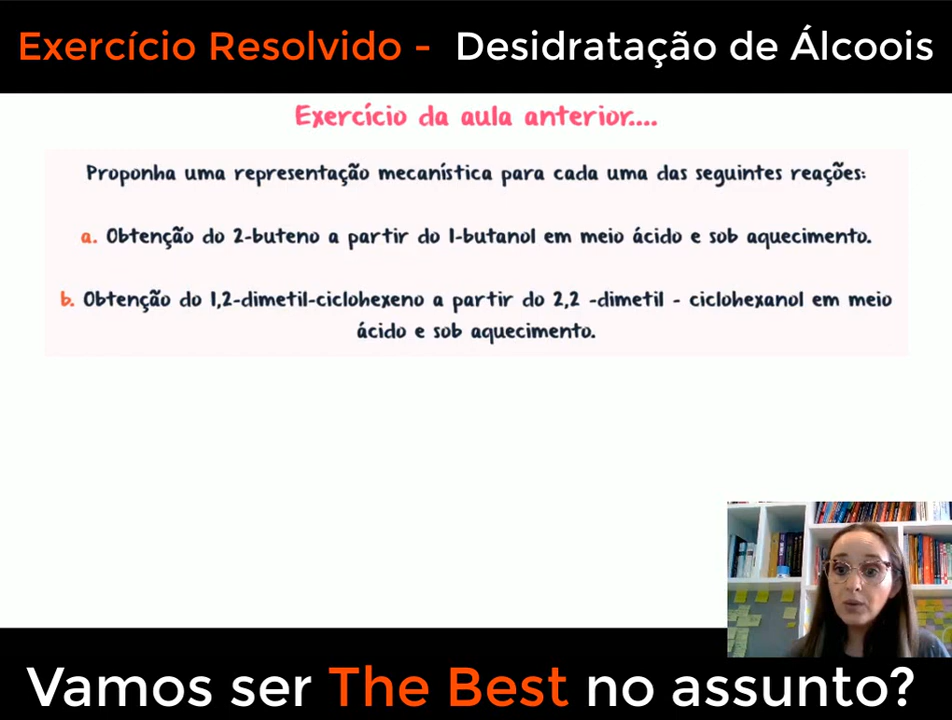 Exercício Resolvido - Desidratação de Álcoois
Exercício da aula anterior....
Proponha uma representação mecanística para cada uma das seguintes reações:
a. Obtenção do 2-buteno a partir do 1-butanol em meio ácido e sob aquecimento.
b. Obtenção do 1,2-dimetil-ciclohexeno a partir do 2,2 -dimetil - ciclohexanol em meio
ácido e sob aquecimento.
Vamos ser The Best no assunto?